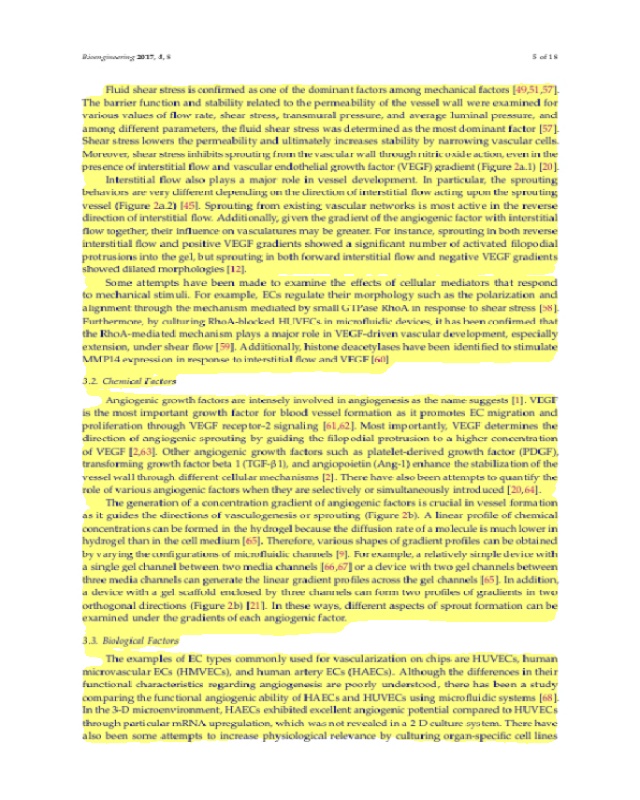 Bioengineering 2017, 4, 8 5 of 18
Fluid shear stress is confirmed as one of the dominant factors among mechanical factors [49,51,57].
The barrier function and stability related to the permeability of the vessel wall were examined for
various values of flow rate, shear stress, transmural pressure, and average luminal pressure, and
among different parameters, the fluid shear stress was determined as the most dominant factor [57].
Shear stress lowers the permeability and ultimately increases stability by narrowing vascular cells.
Moreover, shear stress inhibits sprouting from the vascular wall through nitric oxide action, even in the
presence of interstitial flow and vascular endothelial growth factor (VEGF) gradient (Figure 2a.1) [20].
Interstitial flow also plays a major role in vessel development. In particular, the sprouting
behaviors are very different depending on the direction of interstitial flow acting upon the sprouting
vessel (Figure 2a.2) [45]. Sprouting from existing vascular networks is most active in the reverse
direction of interstitial flow. Additionally, given the gradient of the angiogenic factor with interstitial
flow together, their influence on vasculatures may be greater. For instance, sprouting in both reverse
interstitial flow and positive VEGF gradients showed a significant number of activated filopodial
protrusions into the gel, but sprouting in both forward interstitial flow and negative VEGF gradients
showed dilated morphologies [12].
Some attempts have been made to examine the effects of cellular mediators that respond
to mechanical stimuli. For example, ECs regulate their morphology such as the polarization and
alignment through the mechanism mediated by small GTPase RhoA in response to shear stress [58].
Furthermore, by culturing RhoA-blocked HUVECs in microfluidic devices, it has been confirmed that
the RhoA-mediated mechanism plays a major role in VEGF-driven vascular development, especially
extension, under shear flow [59]. Additionally, histone deacetylases have been identified to stimulate
MMP14 expression in response to interstitial flow and VEGF [60]
3.2. Chemical Factors
Angiogenic growth factors are intensely involved in angiogenesis as the name suggests [1]. VEGF
is the most important growth factor for blood vessel formation as it promotes EC migration and
proliferation through VEGF receptor-2 signaling [61,62]. Most importantly, VEGF determines the
direction of angiogenic sprouting by guiding the filopodial protrusion to a higher concentration
of VEGF [2,63]. Other angiogenic growth factors such as platelet-derived growth factor (PDGF),
transforming growth factor beta 1 (TGF-β1), and angiopoietin (Ang-1) enhance the stabilization of the
vessel wall through different cellular mechanisms [2]. There have also been attempts to quantify the
role of various angiogenic factors when they are selectively or simultaneously introduced [20,64].
The generation of a concentration gradient of angiogenic factors is crucial in vessel formation
as it guides the directions of vasculogenesis or sprouting (Figure 2b). A linear profile of chemical
concentrations can be formed in the hydrogel because the diffusion rate of a molecule is much lower in
hydrogel than in the cell medium [65]. Therefore, various shapes of gradient profiles can be obtained
by varying the configurations of microfluidic channels [9]. For example, a relatively simple device with
a single gel channel between two media channels [66,67] or a device with two gel channels between
three media channels can generate the linear gradient profiles across the gel channels [65]. In addition,
a device with a gel scaffold enclosed by three channels can form two profiles of gradients in two
orthogonal directions (Figure 2b) [21]. In these ways, different aspects of sprout formation can be
examined under the gradients of each angiogenic factor.
3.3. Biological Factors
The examples of EC types commonly used for vascularization on chips are HUVECs, human
microvascular ECs (HMVECs), and human artery ECs (HAECs). Although the differences in their
functional characteristics regarding angiogenesis are poorly understood, there has been a study
comparing the functional angiogenic ability of HAECs and HUVECs using microfluidic systems [68].
In the 3-D microenvironment, HAECs exhibited excellent angiogenic potential compared to HUVECs
through particular mRNA upregulation, which was not revealed in a 2 D culture system. There have
also been some attempts to increase physiological relevance by culturing organ-specific cell lines